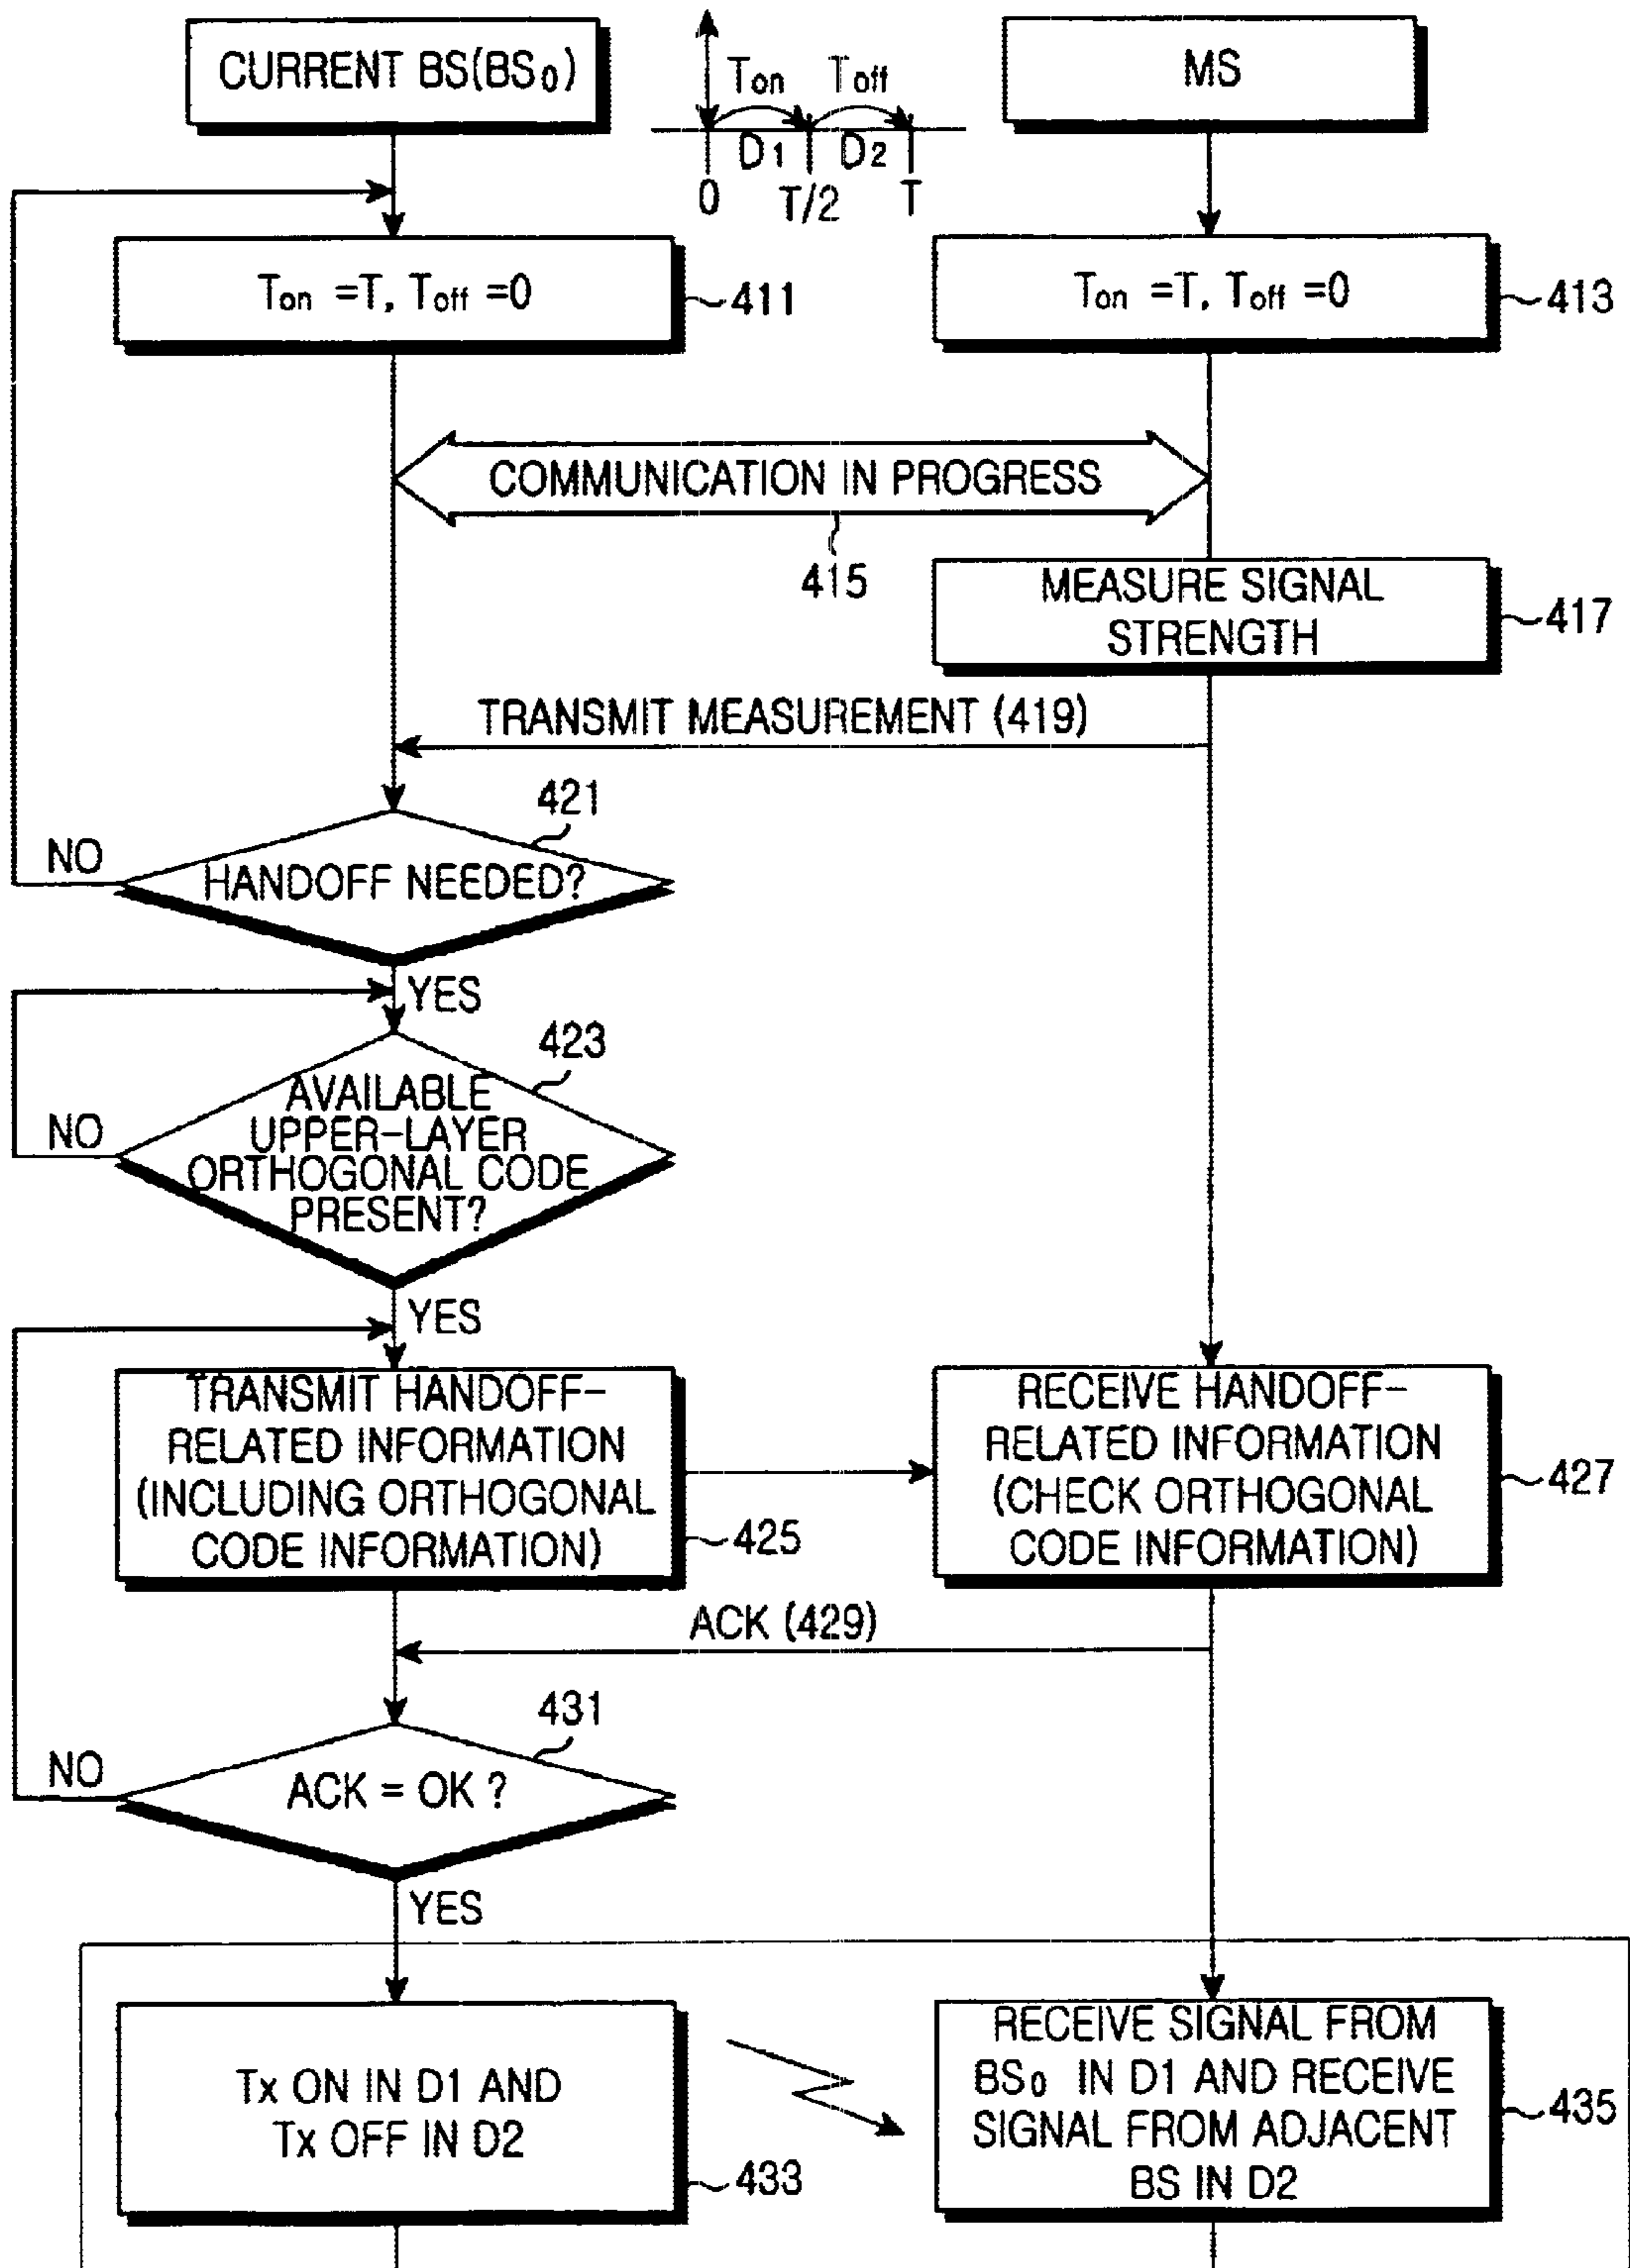 CURRENT BS(BS0)
Ton Toff
MS
D1 D2
0 T/2 T
Ton =T, Toff =0
411
Ton =T, Toff =0
413
COMMUNICATION IN PROGRESS
415
MEASURE SIGNAL
STRENGTH
417
TRANSMIT MEASUREMENT (419)
421
NO
HANDOFF NEEDED?
YES
423
AVAILABLE
UPPER-LAYER
ORTHOGONAL CODE
PRESENT?
NO
YES
TRANSMIT HANDOFF-
RELATED INFORMATION
(INCLUDING ORTHOGONAL
CODE INFORMATION)
425
RECEIVE HANDOFF-
RELATED INFORMATION
(CHECK ORTHOGONAL
CODE INFORMATION)
427
ACK (429)
431
NO
ACK = OK ?
YES
Tx ON IN D1 AND
Tx OFF IN D2
433
RECEIVE SIGNAL FROM
BS0 IN D1 AND RECEIVE
SIGNAL FROM ADJACENT
BS IN D2
435